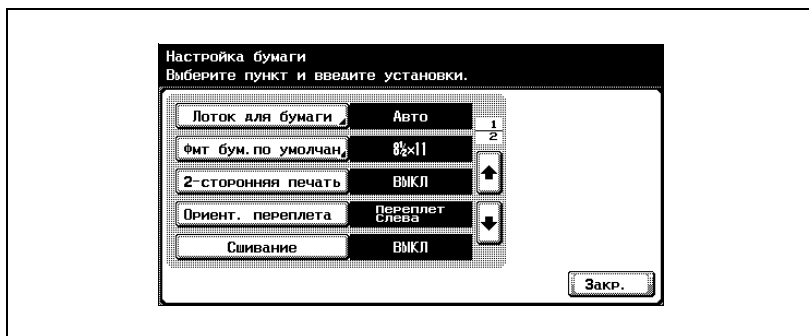 Настройка бумаги
Выберите пункт и введите установки.
Лоток для бумаги Авто
1
2
Фмт бум.по умолчан. 8½×11
2-сторонняя печать ВЫКЛ
Ориент. переплета Переплет
Слева
Сшивание ВЫКЛ
Закр.